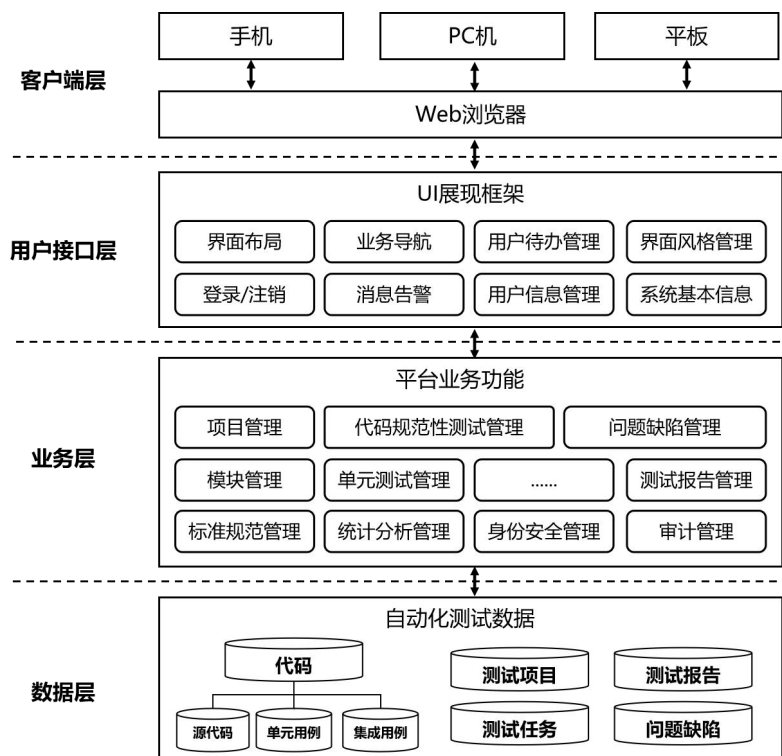 手机 PC机 平板
客户端层
Web浏览器
UI展现框架
用户接口层
界面布局 业务导航 用户待办管理 界面风格管理
登录/注销 消息告警 用户信息管理 系统基本信息
平台业务功能
项目管理 代码规范性测试管理 问题缺陷管理
业务层
模块管理 单元测试管理 ...... 测试报告管理
标准规范管理 统计分析管理 身份安全管理 审计管理
自动化测试数据
数据层
代码 测试项目 测试报告
源代码 单元用例 集成用例 测试任务 问题缺陷